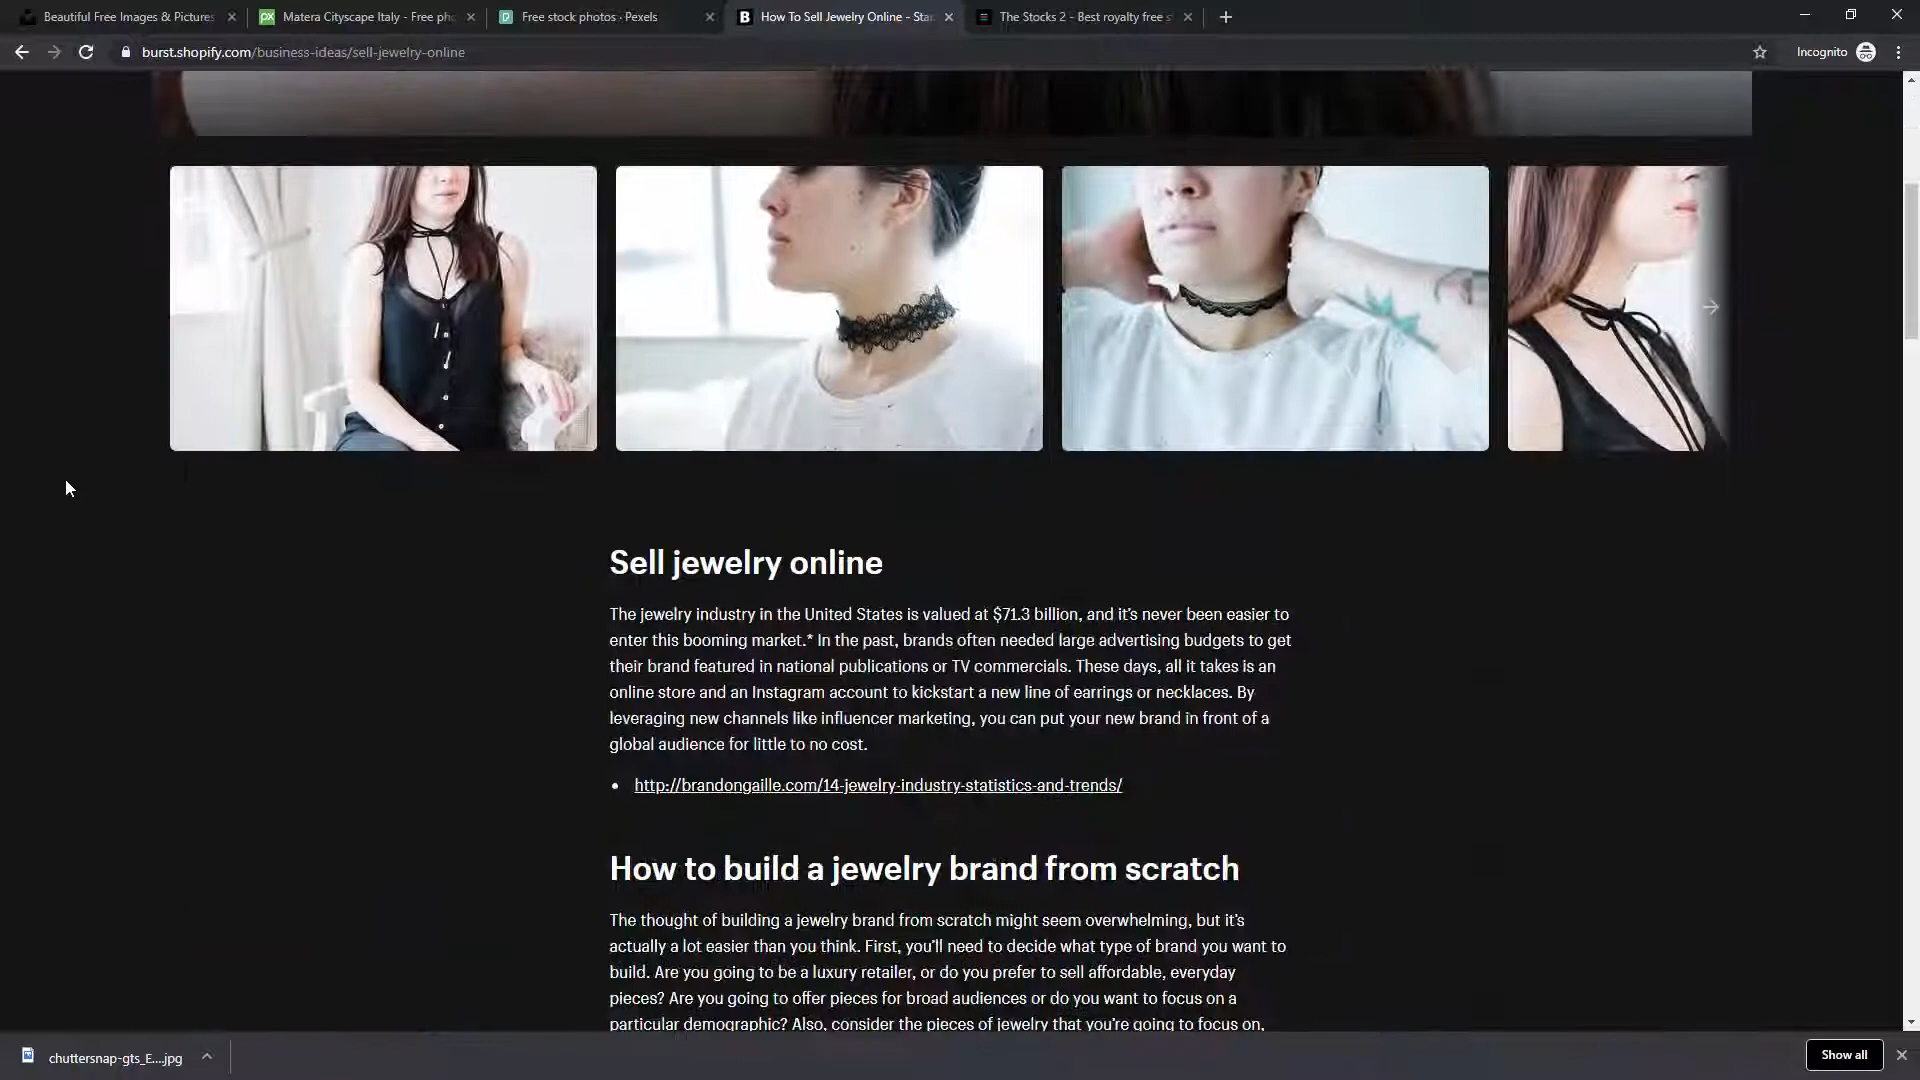 Beautiful Free Images & Pictures
Matera Cityscape Italy - Free pho
Free stock photos · Pexels
How To Sell Jewelry Online - Star
The Stocks 2 - Best royalty free s
burst.shopify.com/business-ideas/sell-jewelry-online
Incognito
Sell jewelry online
The jewelry industry in the United States is valued at $71.3 billion, and it's never been easier to
enter this booming market.* In the past, brands often needed large advertising budgets to get
their brand featured in national publications or TV commercials. These days, all it takes is an
online store and an Instagram account to kickstart a new line of earrings or necklaces. By
leveraging new channels like influencer marketing, you can put your new brand in front of a
global audience for little to no cost.
• http://brandongaille.com/14-jewelry-industry-statistics-and-trends/
How to build a jewelry brand from scratch
The thought of building a jewelry brand from scratch might seem overwhelming, but it's
actually a lot easier than you think. First, you'll need to decide what type of brand you want to
build. Are you going to be a luxury retailer, or do you prefer to sell affordable, everyday
pieces? Are you going to offer pieces for broad audiences or do you want to focus on a
particular demographic? Also, consider the pieces of jewelry that you're going to focus on,
chuttersnap-gts_E....jpg
Show all